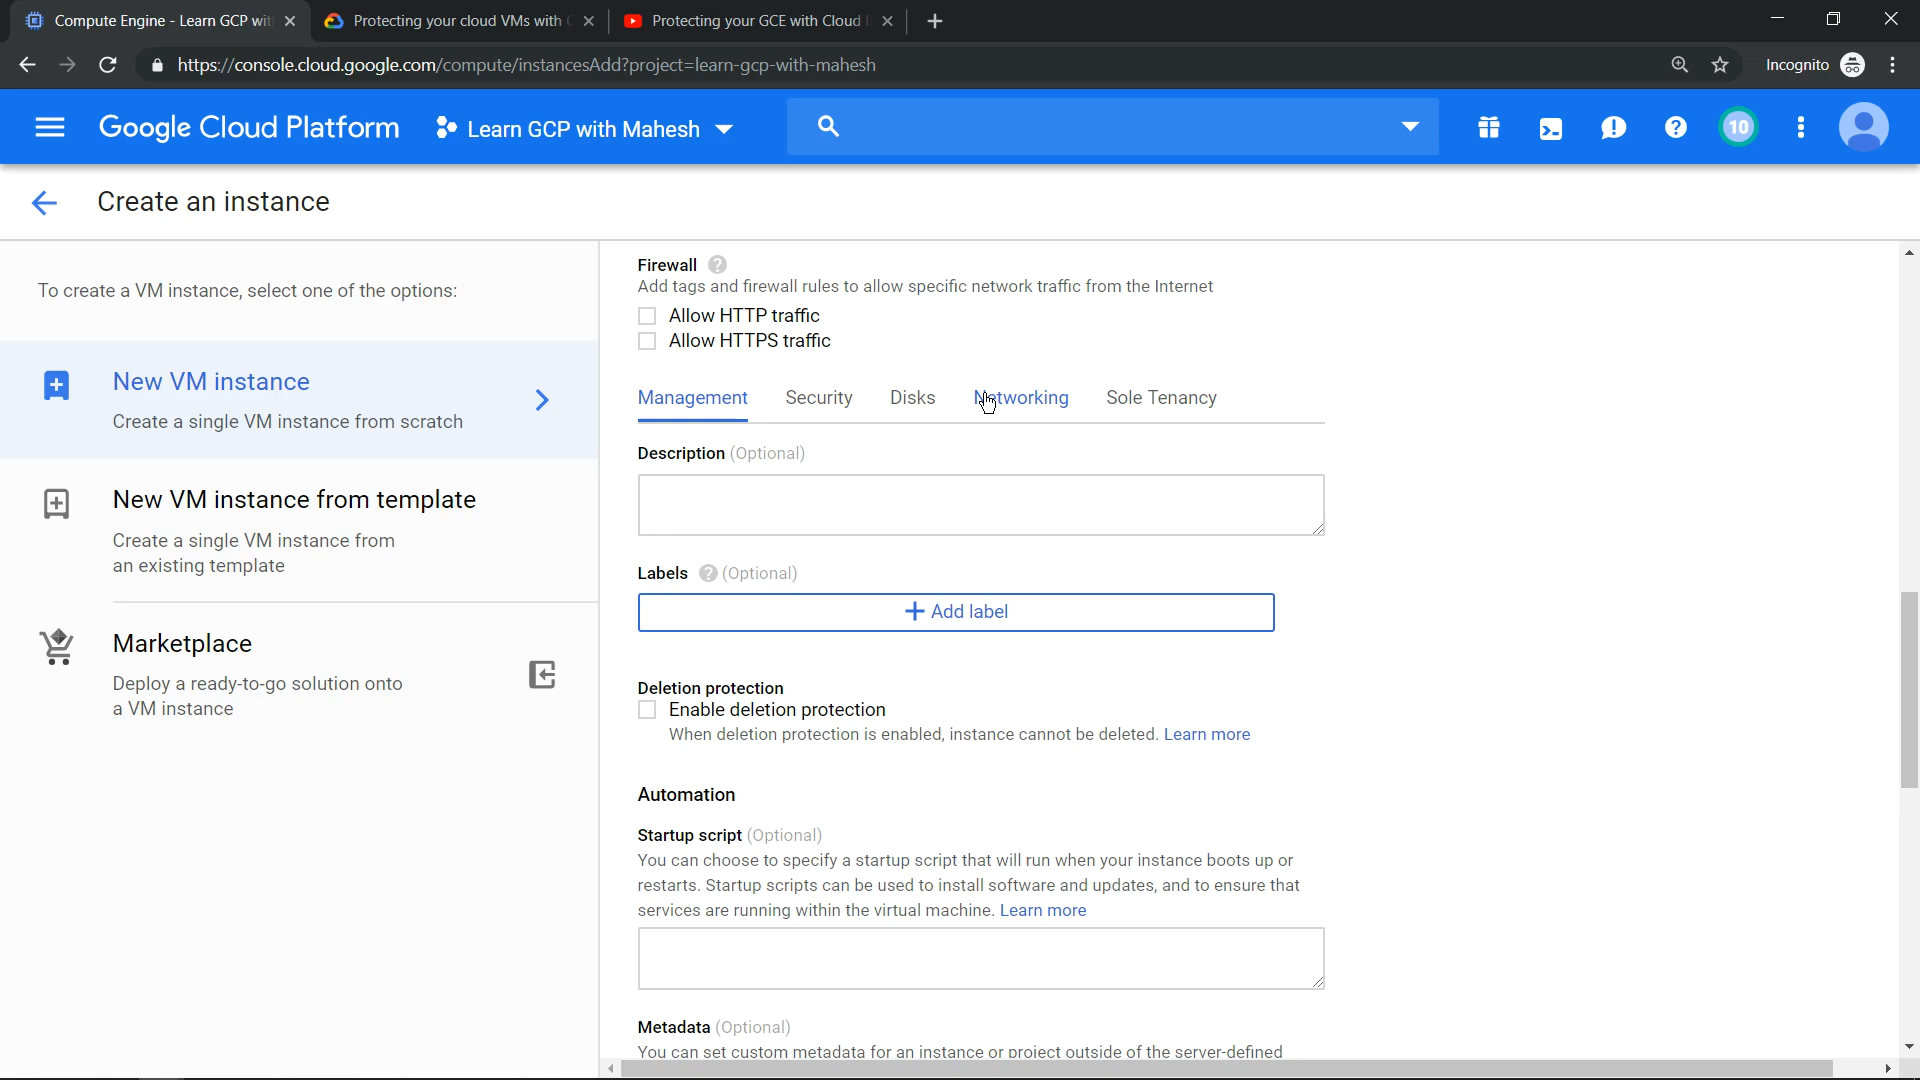 Compute Engine - Learn GCP wit
Protecting your cloud VMs with
Protecting your GCE with Cloud
https://console.cloud.google.com/compute/instancesAdd?project=learn-gcp-with-mahesh
Incognito
Google Cloud Platform
Learn GCP with Mahesh
10
Create an instance
To create a VM instance, select one of the options:
New VM instance
Create a single VM instance from scratch
New VM instance from template
Create a single VM instance from
an existing template
Marketplace
Deploy a ready-to-go solution onto
a VM instance
Firewall
Add tags and firewall rules to allow specific network traffic from the Internet
Allow HTTP traffic
Allow HTTPS traffic
Management Security Disks Networking Sole Tenancy
Description (Optional)
Labels (Optional)
Add label
Deletion protection
Enable deletion protection
When deletion protection is enabled, instance cannot be deleted. Learn more
Automation
Startup script (Optional)
You can choose to specify a startup script that will run when your instance boots up or
restarts. Startup scripts can be used to install software and updates, and to ensure that
services are running within the virtual machine. Learn more
Metadata (Optional)
You can set custom metadata for an instance or project outside of the server-defined